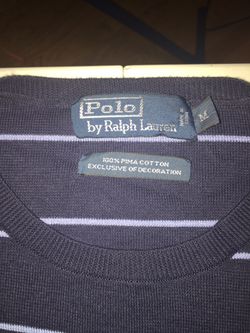 Polo
by Ralph Lauren
M
100% PIMA COTTON
EXCLUSIVE OF DECORATION